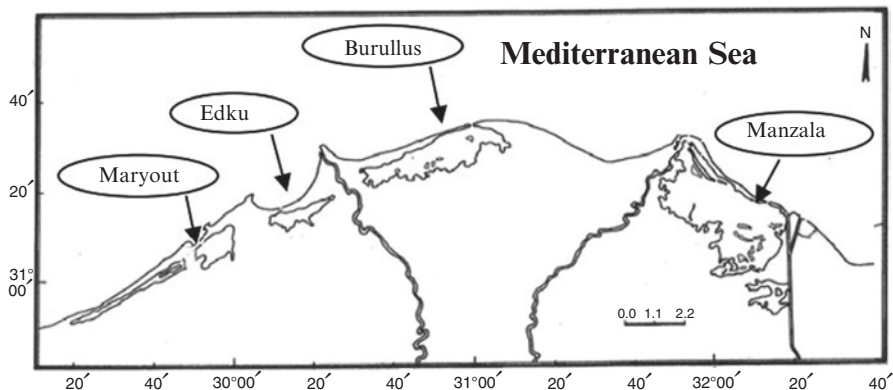 Burullus
Mediterranean Sea
N
Edku
Manzala
Maryout
40′
20′
31°
00′
0.0 1.1 2.2
20′ 40′ 30°00′ 20′ 40′ 31°00′ 20′ 40′ 32°00′ 20′ 40′